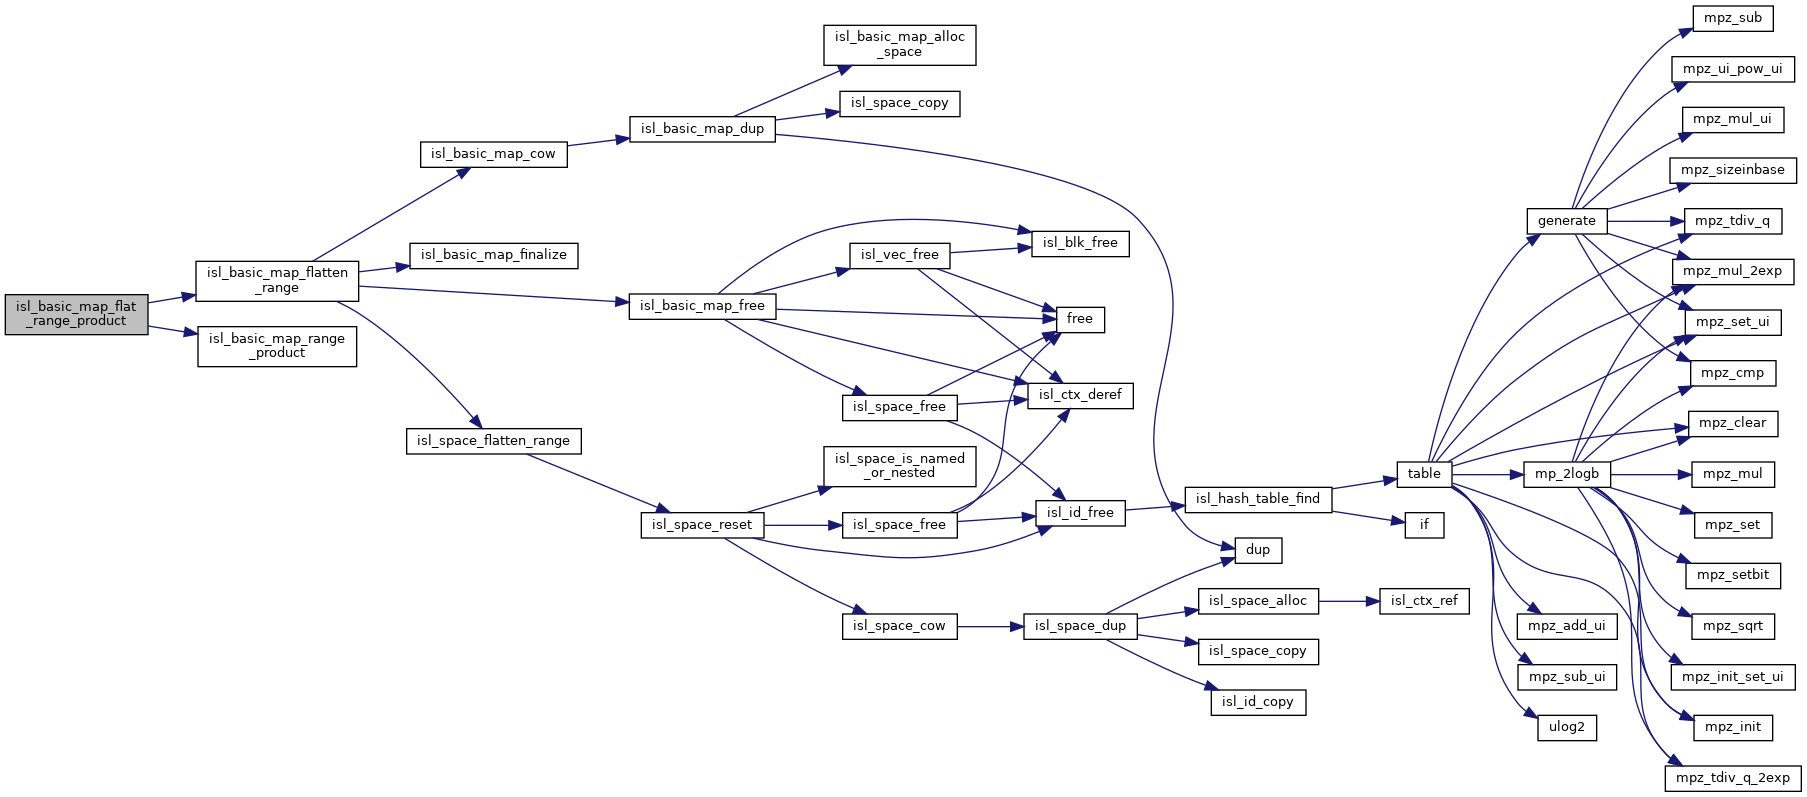 isl_basic_map_flat
_range_product
isl_basic_map_flatten
_range
isl_basic_map_range
_product
isl_basic_map_cow
isl_basic_map_finalize
isl_space_flatten_range
isl_basic_map_dup
isl_basic_map_free
isl_space_reset
isl_basic_map_alloc
_space
isl_space_copy
isl_vec_free
isl_space_free
isl_space_is_named
_or_nested
isl_space_free
isl_space_cow
isl_blk_free
free
isl_ctx_deref
isl_id_free
isl_space_dup
isl_hash_table_find
dup
isl_space_alloc
isl_space_copy
isl_id_copy
table
if
isl_ctx_ref
generate
mp_2logb
mpz_add_ui
mpz_sub_ui
ulog2
mpz_sub
mpz_ui_pow_ui
mpz_mul_ui
mpz_sizeinbase
mpz_tdiv_q
mpz_mul_2exp
mpz_set_ui
mpz_cmp
mpz_clear
mpz_mul
mpz_set
mpz_setbit
mpz_sqrt
mpz_init_set_ui
mpz_init
mpz_tdiv_q_2exp